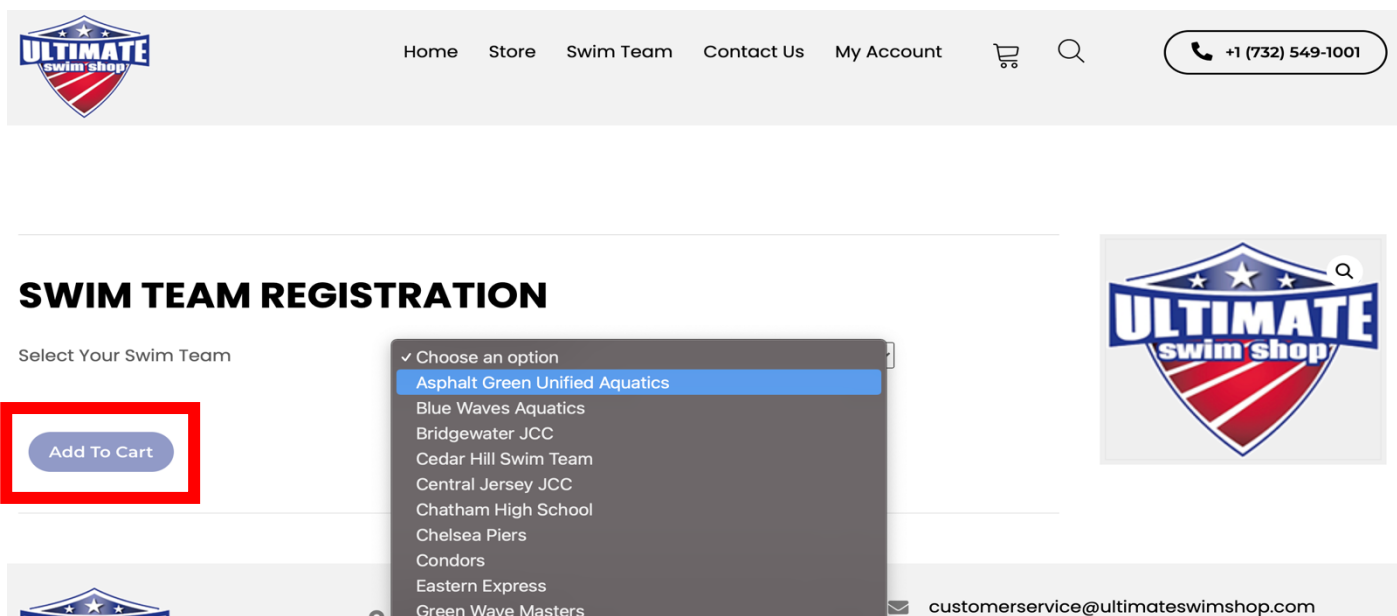 ULTIMATE
swim shop
Home Store Swim Team Contact Us My Account +1 (732) 549-1001
ULTIMATE
swim shop
SWIM TEAM REGISTRATION
Select Your Swim Team
✓ Choose an option
Asphalt Green Unified Aquatics
Blue Waves Aquatics
Bridgewater JCC
Add To Cart
Cedar Hill Swim Team
Central Jersey JCC
Chatham High School
Chelsea Piers
Condors
Eastern Express
Green Wave Masters
customerservice@ultimateswimshop.com